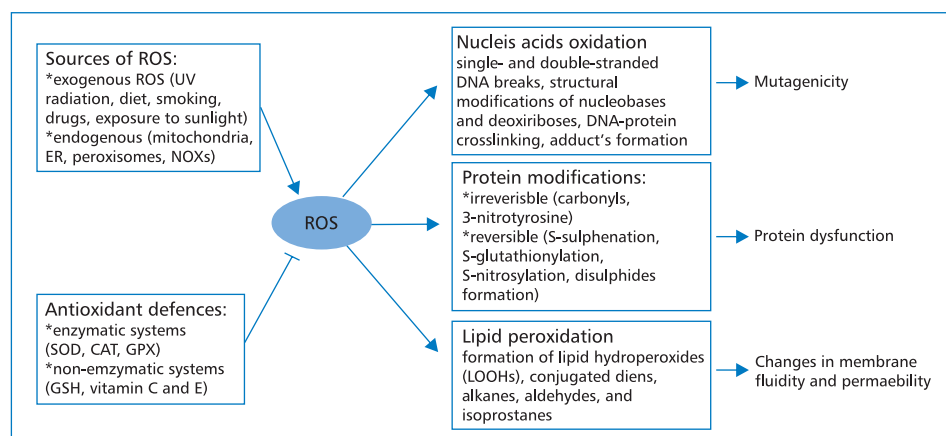 Sources of ROS:
*exogenous ROS (UV
radiation, diet, smoking,
drugs, exposure to sunlight)
*endogenous (mitochondria,
ER, peroxisomes, NOXs)
Antioxidant defences:
*enzymatic systems
(SOD, CAT, GPX)
*non-emzymatic systems
(GSH, vitamin C and E)
ROS
Nucleis acids oxidation
single- and double-stranded
DNA breaks, structural
modifications of nucleobases
and deoxiriboses, DNA-protein
crosslinking, adduct's formation
Mutagenicity
Protein modifications:
*irreverisble (carbonyls,
3-nitrotyrosine)
*reversible (S-sulphenation,
S-glutathionylation,
S-nitrosylation, disulphides
formation)
Protein dysfunction
Lipid peroxidation
formation of lipid hydroperoxides
(LOOHs), conjugated diens,
alkanes, aldehydes, and
isoprostanes
Changes in membrane
fluidity and permaebility